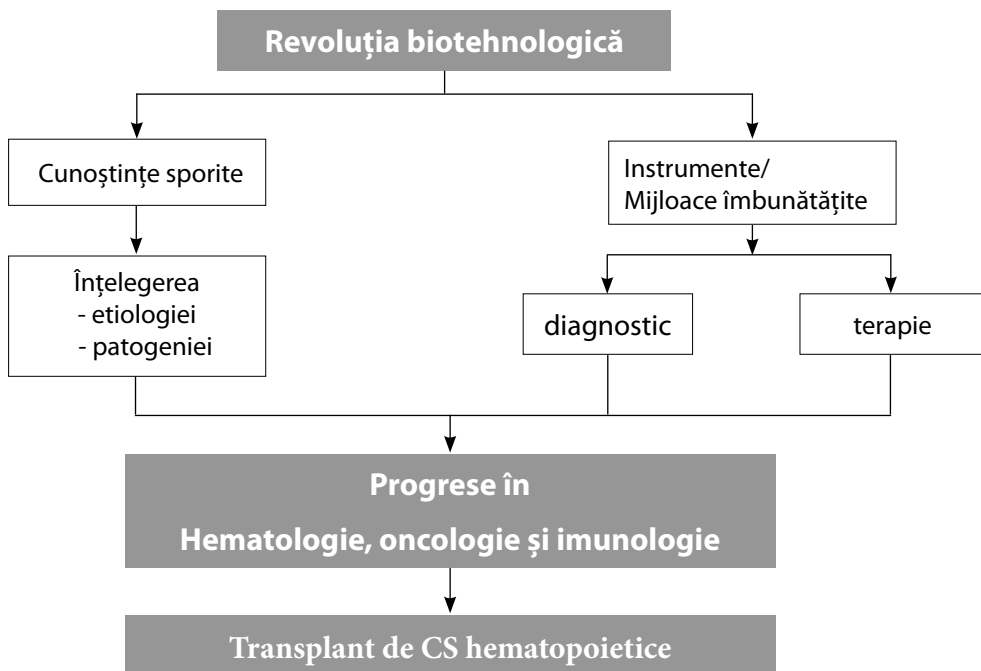 Revoluția biotehnologică
Cunoștințe sporite
Instrumente/
Mijloace îmbunătățite
Înțelegerea
- etiologiei
- patogeniei
diagnostic
terapie
Progrese în
Hematologie, oncologie și imunologie
Transplant de CS hematopoietice